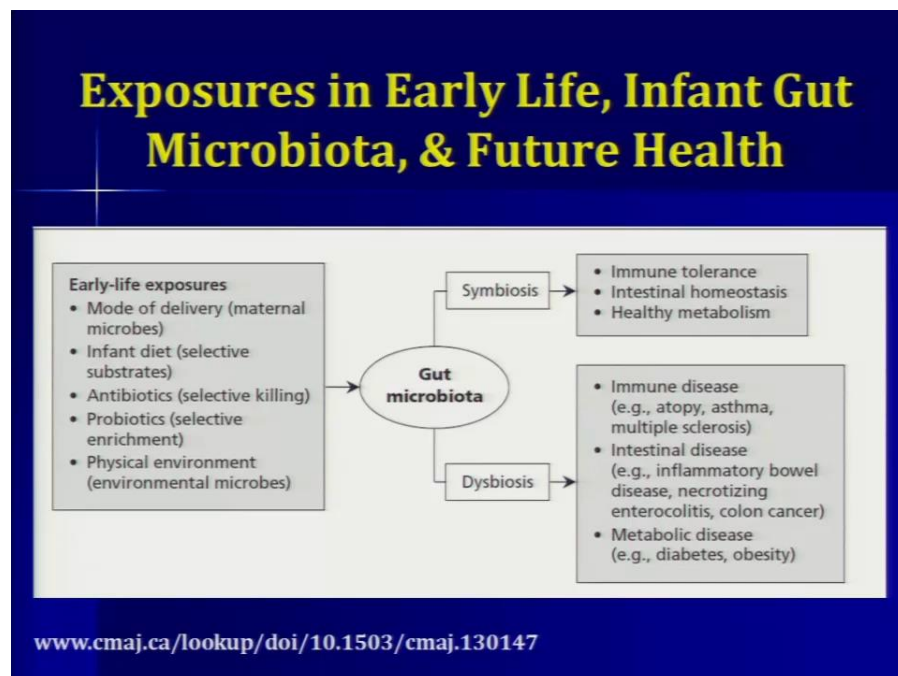 Exposures in Early Life, Infant Gut
Microbiota, & Future Health
Early-life exposures
• Mode of delivery (maternal
microbes)
• Infant diet (selective
substrates)
• Antibiotics (selective killing)
• Probiotics (selective
enrichment)
• Physical environment
(environmental microbes)
Gut
microbiota
Symbiosis
• Immune tolerance
• Intestinal homeostasis
• Healthy metabolism
Dysbiosis
• Immune disease
(e.g., atopy, asthma,
multiple sclerosis)
• Intestinal disease
(e.g., inflammatory bowel
disease, necrotizing
enterocolitis, colon cancer)
• Metabolic disease
(e.g., diabetes, obesity)
www.cmaj.ca/lookup/doi/10.1503/cmaj.130147